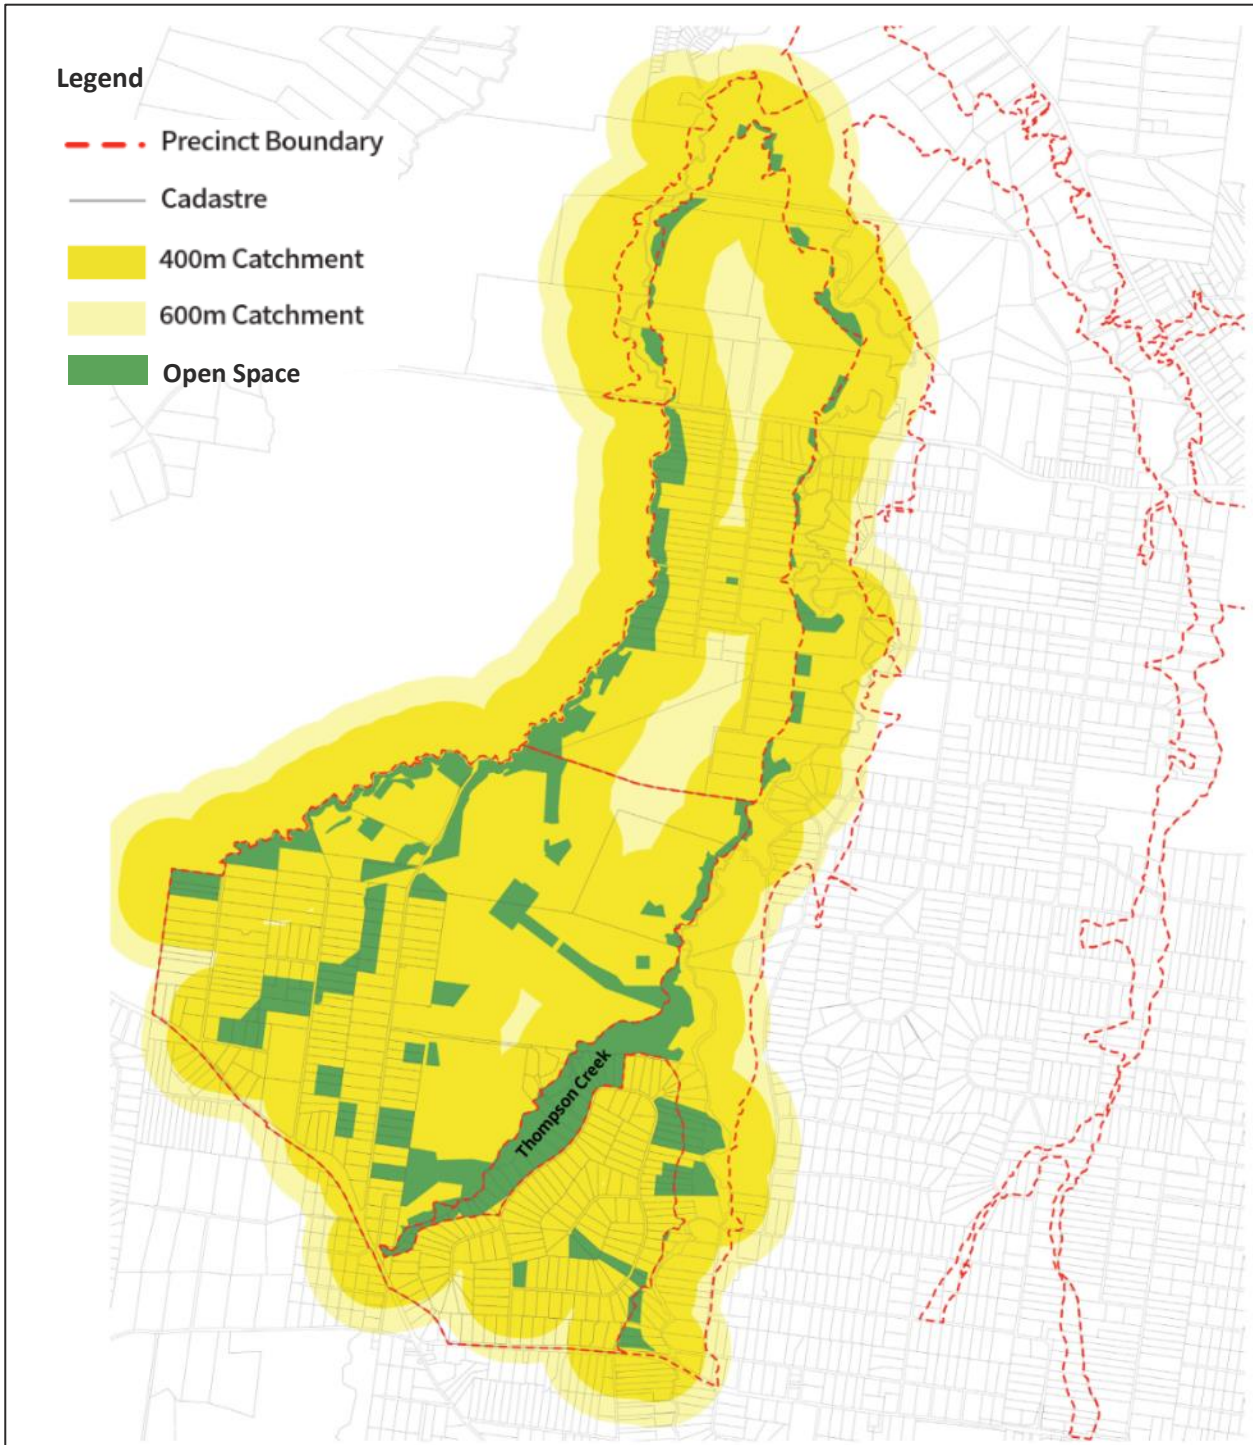 Legend
Precinct Boundary
Cadastre
400m Catchment
600m Catchment
Open Space
Thompson Creek